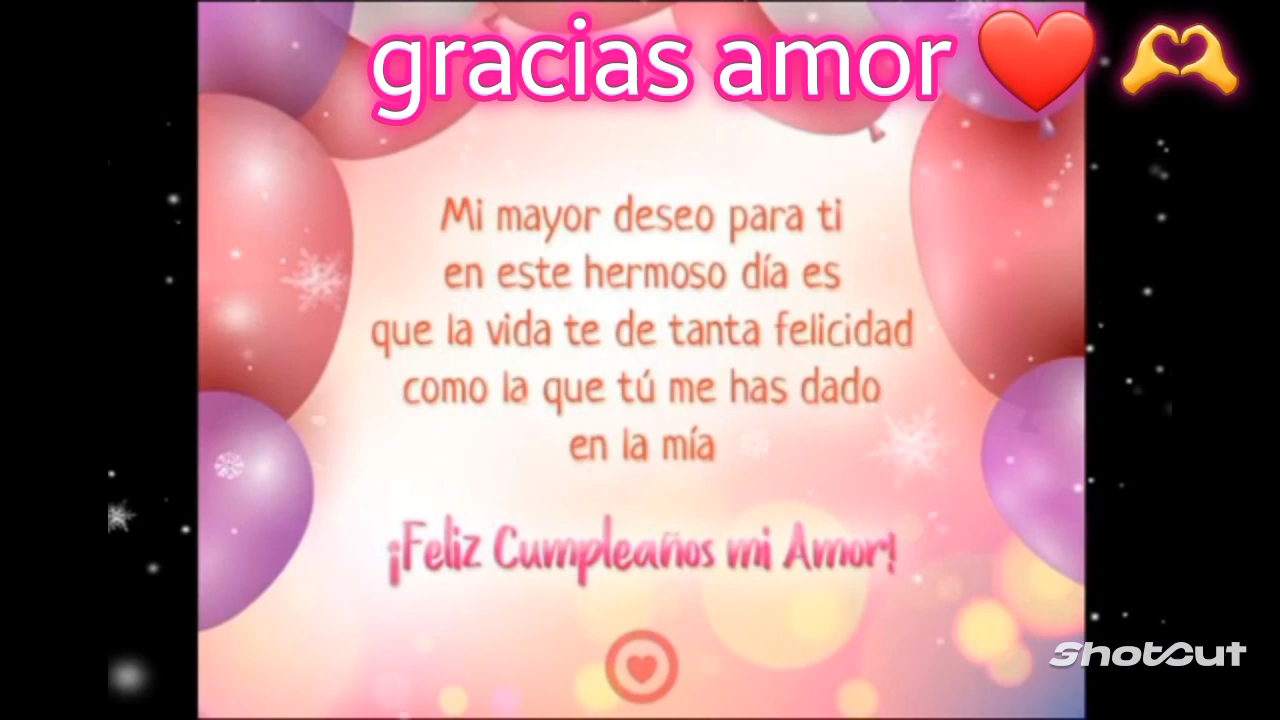 gracias amor ❤️ 🫶
Mi mayor deseo para ti
en este hermoso día es
que la vida te de tanta felicidad
como la que tú me has dado
en la mía
¡Feliz Cumpleaños mi Amor!
ShotCut